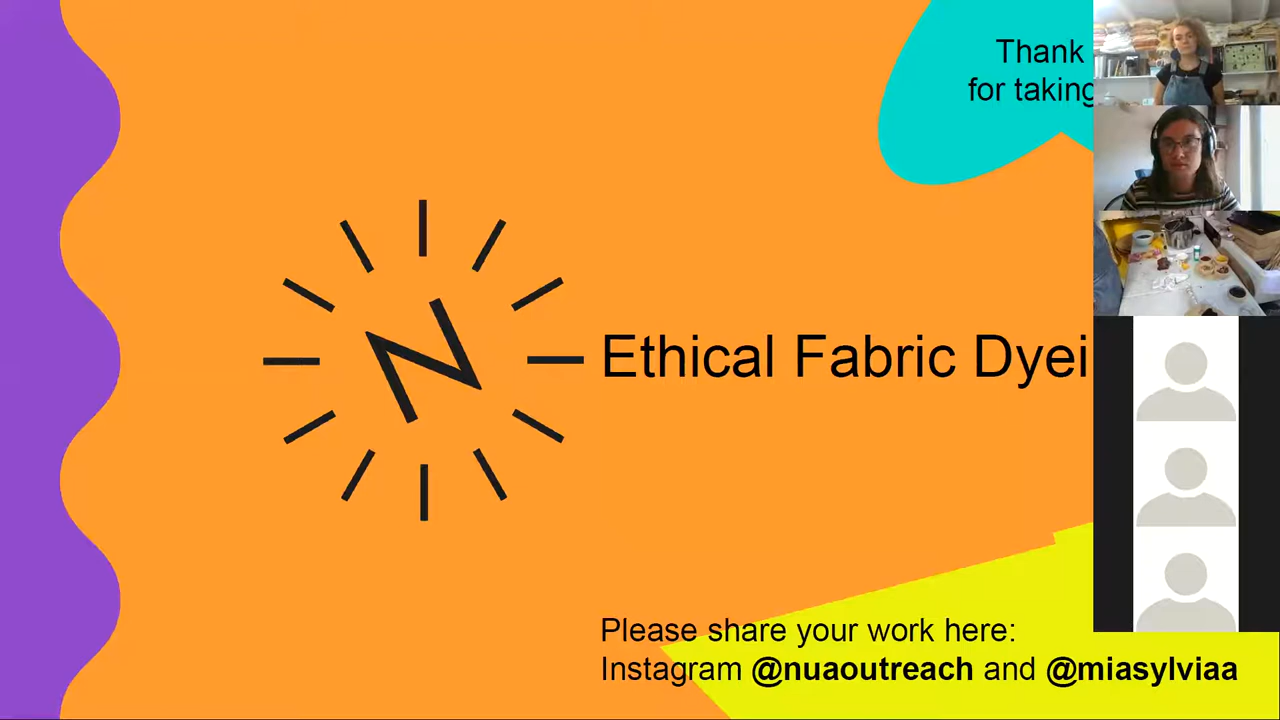 Thank
for taking
Ethical Fabric Dyei
Please share your work here:
Instagram @nuaoutreach and @miasylviaa